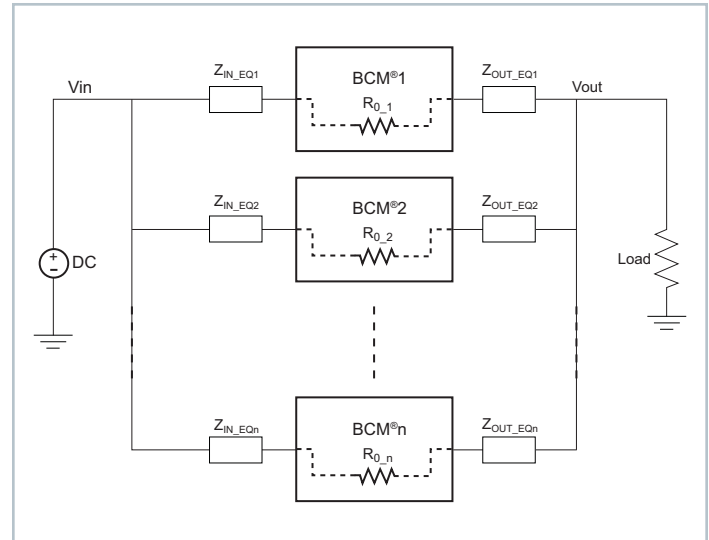 Vin
Z_IN_EQ1
BCM®1
R_0_1
Z_OUT_EQ1
Vout
Z_IN_EQ2
BCM®2
R_0_2
Z_OUT_EQ2
+
-
DC
Load
Z_IN_EQn
BCM®n
R_0_n
Z_OUT_EQn